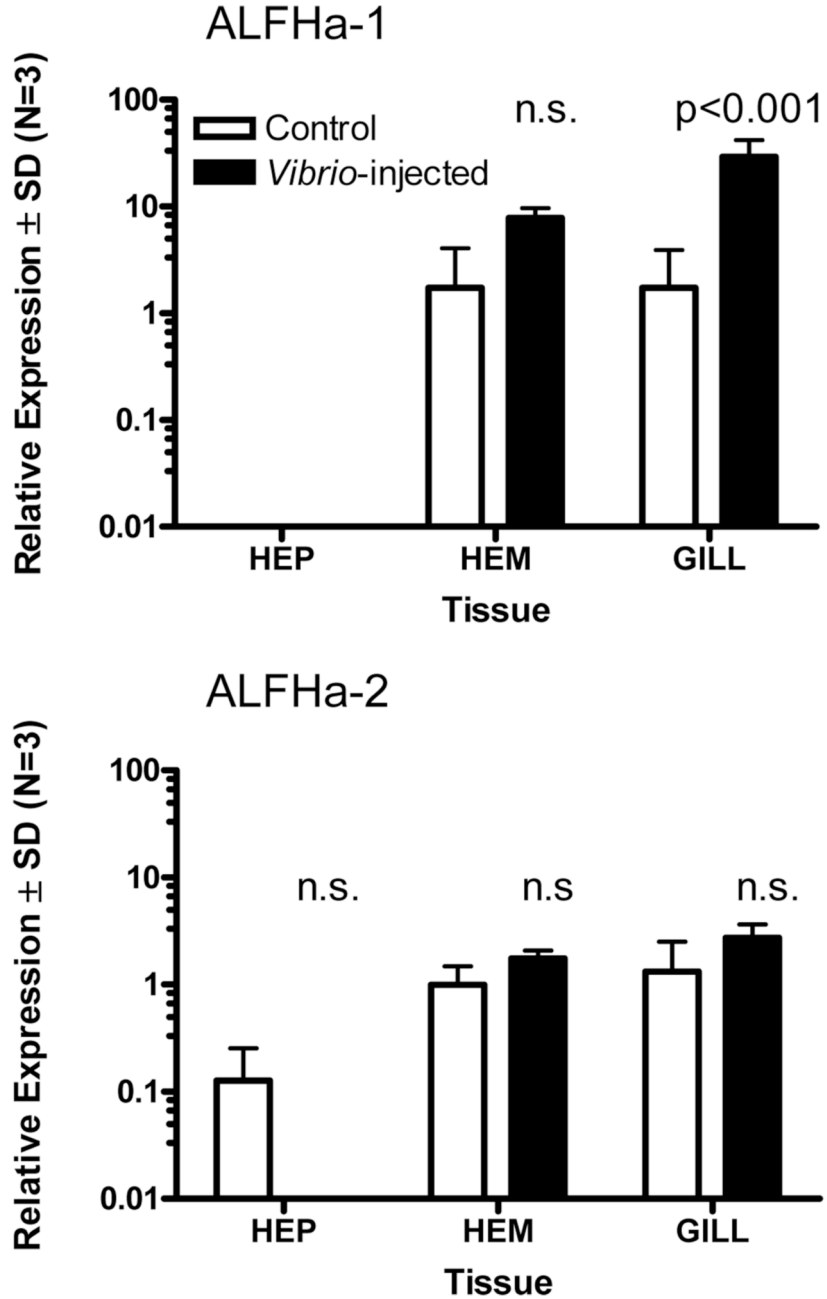 ALFHa-1
Relative Expression ± SD (N=3)
100
10
1
0.1
0.01
Control
Vibrio-injected
n.s.
p<0.001
HEP
HEM
GILL
Tissue
ALFHa-2
Relative Expression ± SD (N=3)
100
10
1
0.1
0.01
n.s.
n.s
n.s.
HEP
HEM
GILL
Tissue